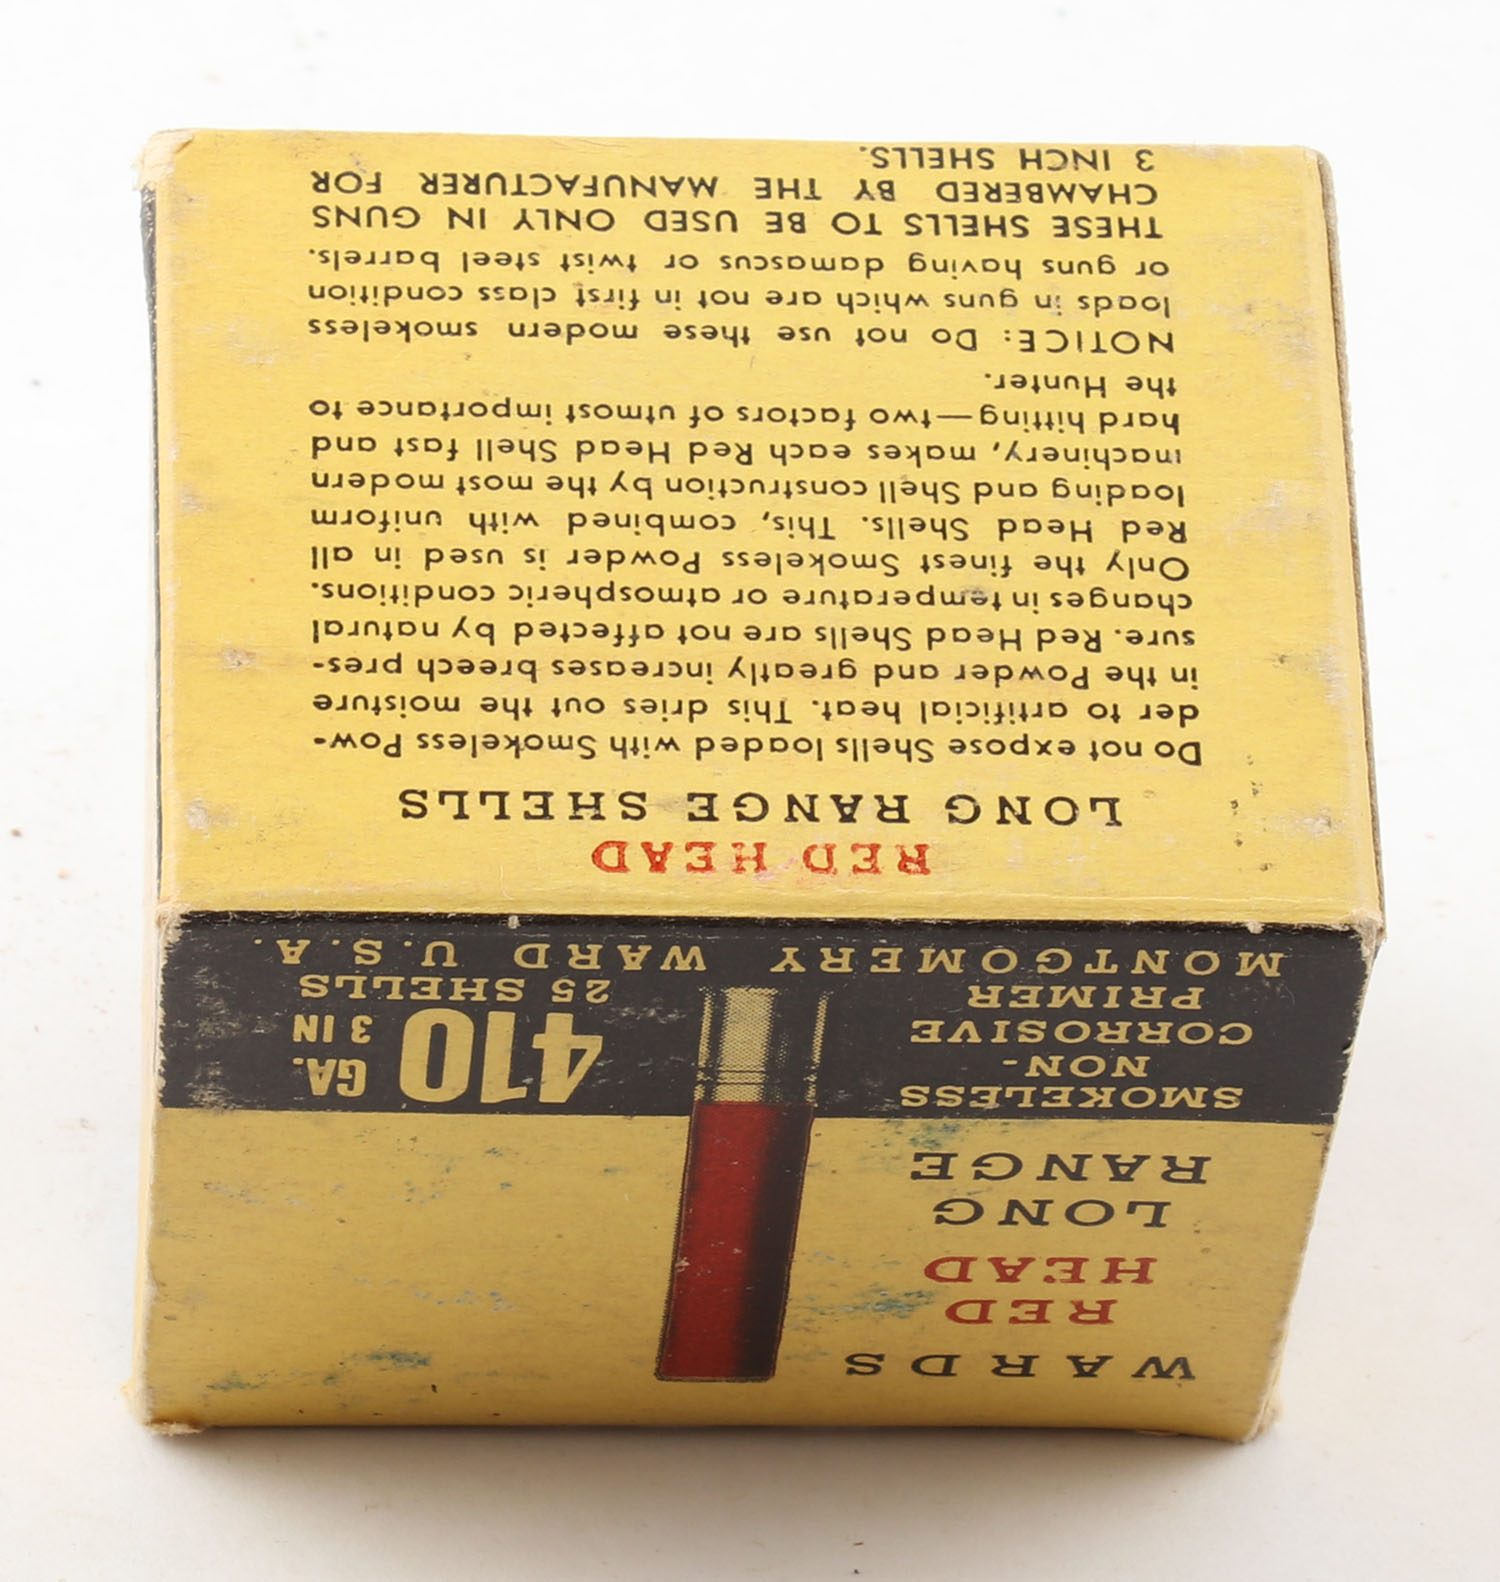 WARDS
RED
HEAD
LONG
RANGE
SMOKELESS
NON-
CORROSIVE
PRIMER
410 GA.
3 IN
25 SHELLS
MONTGOMERY WARD U.S.A.
RED HEAD
LONG RANGE SHELLS
Do not expose Shells loaded with Smokeless Pow-
der to artificial heat. This dries out the moisture
in the Powder and greatly increases breech pres-
sure. Red Head Shells are not affected by natural
changes in temperature or atmospheric conditions.
Only the finest Smokeless Powder is used in all
Red Head Shells. This, combined with uniform
loading and Shell construction by the most modern
machinery, makes each Red Head Shell fast and
hard hitting—two factors of utmost importance to
the Hunter.
NOTICE: Do not use these modern smokeless
loads in guns which are not in first class condition
or guns having damascus or twist steel barrels.
THESE SHELLS TO BE USED ONLY IN GUNS
CHAMBERED BY THE MANUFACTURER FOR
3 INCH SHELLS.